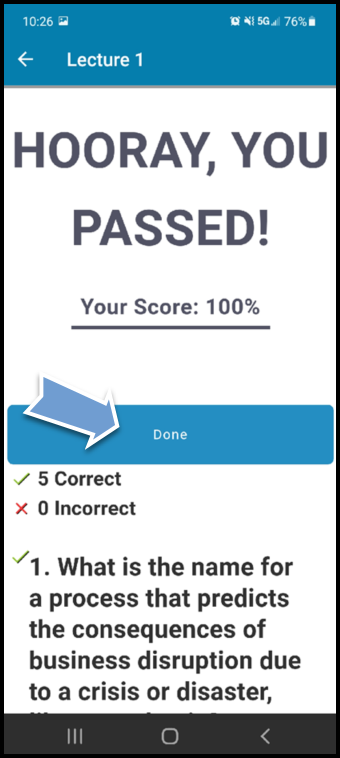 10:26 5G 76%
Lecture 1
HOORAY, YOU
PASSED!
Your Score: 100%
Done
5 Correct
0 Incorrect
1. What is the name for
a process that predicts
the consequences of
business disruption due
to a crisis or disaster,